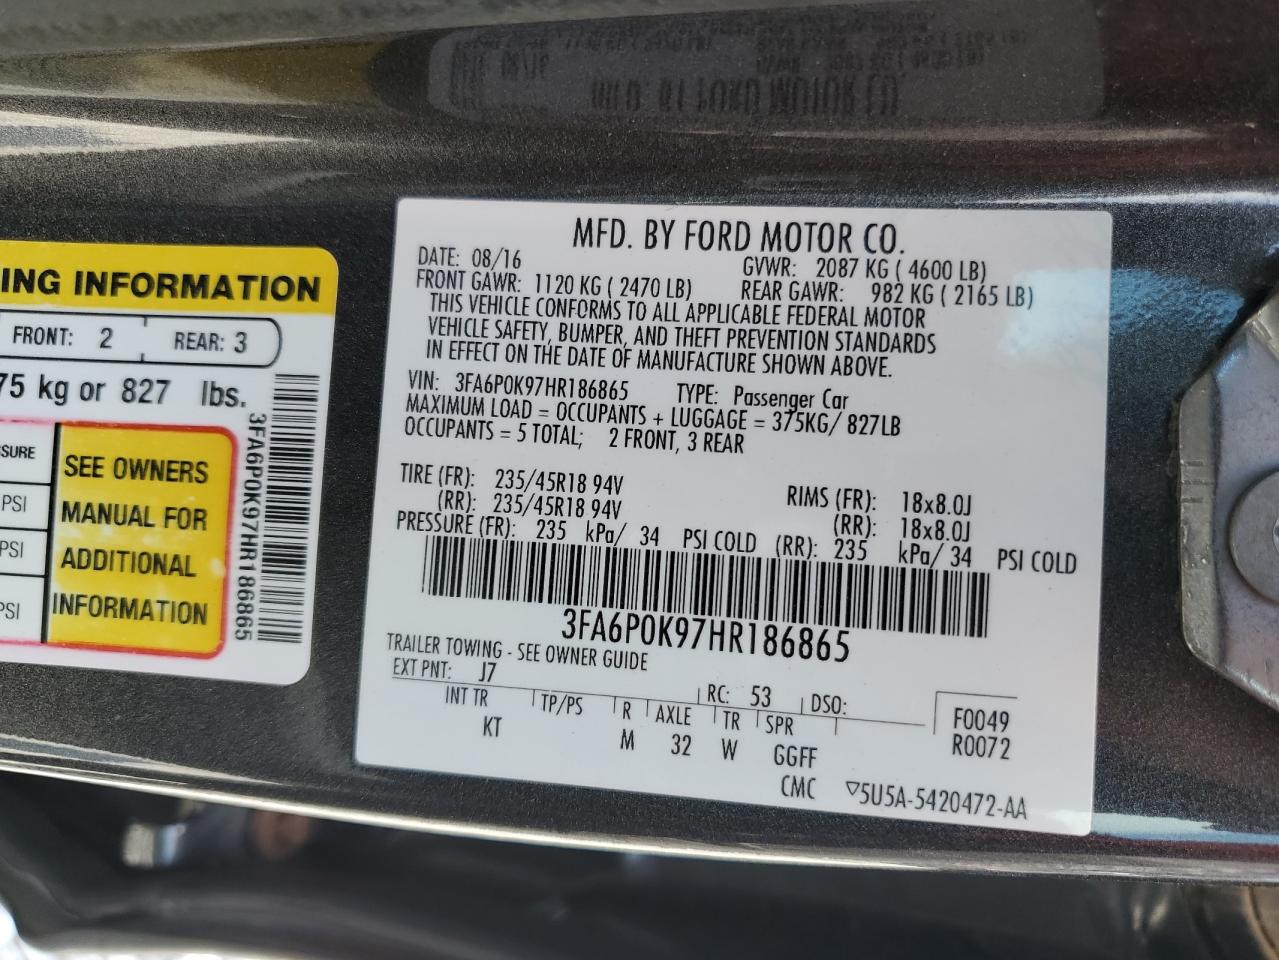 ING INFORMATION
FRONT: 2 REAR: 3
75 kg or 827 lbs.
SURE
PSI
PSI
PSI
SEE OWNERS
MANUAL FOR
ADDITIONAL
INFORMATION
3FA6P0K97HR186865
MFD. BY FORD MOTOR CO.
DATE: 08/16 GVWR: 2087 KG ( 4600 LB)
FRONT GAWR: 1120 KG ( 2470 LB) REAR GAWR: 982 KG ( 2165 LB)
THIS VEHICLE CONFORMS TO ALL APPLICABLE FEDERAL MOTOR
VEHICLE SAFETY, BUMPER, AND THEFT PREVENTION STANDARDS
IN EFFECT ON THE DATE OF MANUFACTURE SHOWN ABOVE.
VIN: 3FA6P0K97HR186865 TYPE: Passenger Car
MAXIMUM LOAD = OCCUPANTS + LUGGAGE = 375KG/ 827LB
OCCUPANTS = 5 TOTAL; 2 FRONT, 3 REAR
TIRE (FR): 235/45R18 94V RIMS (FR): 18x8.0J
(RR): 235/45R18 94V (RR): 18x8.0J
PRESSURE (FR): 235 kPa/ 34 PSI COLD (RR): 235 kPa/ 34 PSI COLD
3FA6P0K97HR186865
TRAILER TOWING - SEE OWNER GUIDE
EXT PNT: J7 RC: 53 DSO:
INT TR TP/PS R AXLE TR SPR F0049
KT M 32 W GGFF R0072
CMC ▽5U5A-5420472-AA